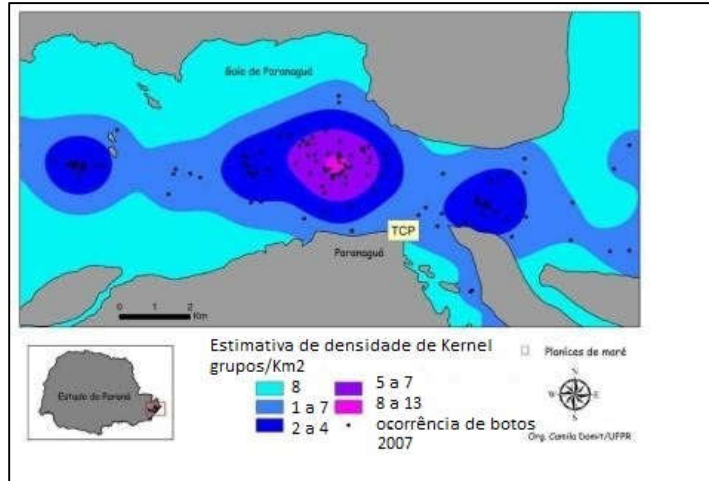 Baía de Paranaguá
TCP
Paranaguá
0 1 2
Km
Estimativa de densidade de Kernel
grupos/Km2
8
1 a 7
2 a 4
5 a 7
8 a 13
ocorrência de botos
2007
Planícies de maré
N
W E
S
Estado do Paraná
Org. Camila Domit/UFPR